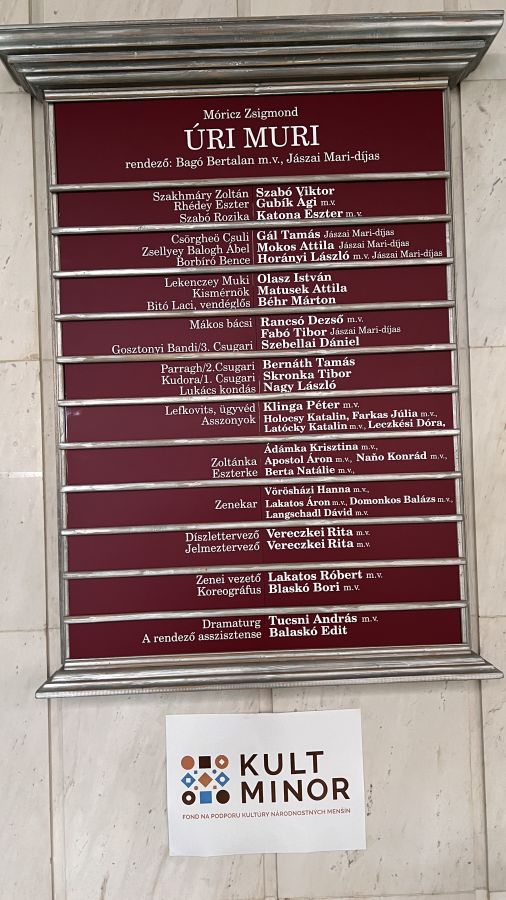 Móricz Zsigmond
ÚRI MURI
rendező: Bagó Bertalan m.v., Jászai Mari-díjas
Szakhmáry Zoltán Szabó Viktor
Rhédey Eszter Gubík Ági m.v.
Szabó Rozika Katona Eszter m.v.
Csörgheö Csuli Gál Tamás Jászai Mari-díjas
Zsellyey Balogh Ábel Mokos Attila Jászai Mari-díjas
Borbíró Bence Horányi László m.v. Jászai Mari-díjas
Lekenczey Muki Olasz István
Kismérnök Matusek Attila
Bitó Laci, vendéglős Béhr Márton
Mákos bácsi Rancsó Dezső m.v.
Fabó Tibor Jászai Mari-díjas
Gosztonyi Bandi/3. Csugari Szebellai Dániel
Parragh/2.Csugari Bernáth Tamás
Kudora/1. Csugari Skronka Tibor
Lukács kondás Nagy László
Lefkovits, ügyvéd Klinga Péter m.v.
Asszonyok Holocsy Katalin, Farkas Júlia m.v.,
Latócky Katalin m.v., Leczkési Dóra,
Ádámka Krisztina m.v.,
Zoltánka Apostol Áron m.v., Naňo Konrád m.v.,
Eszterke Berta Natálie m.v.,
Vörösházi Hanna m.v.,
Zenekar Lakatos Áron m.v., Domonkos Balázs m.v.,
Langschadl Dávid m.v.
Díszlettervező Vereczkei Rita m.v.
Jelmeztervező Vereczkei Rita m.v.
Zenei vezető Lakatos Róbert m.v.
Koreográfus Blaskó Bori m.v.
Dramaturg Tucsni András m.v.
A rendező asszisztense Balaskó Edit
KULT
MINOR
FOND NA PODPORU KULTÚRY NÁRODNOSTNÝCH MENŠÍN